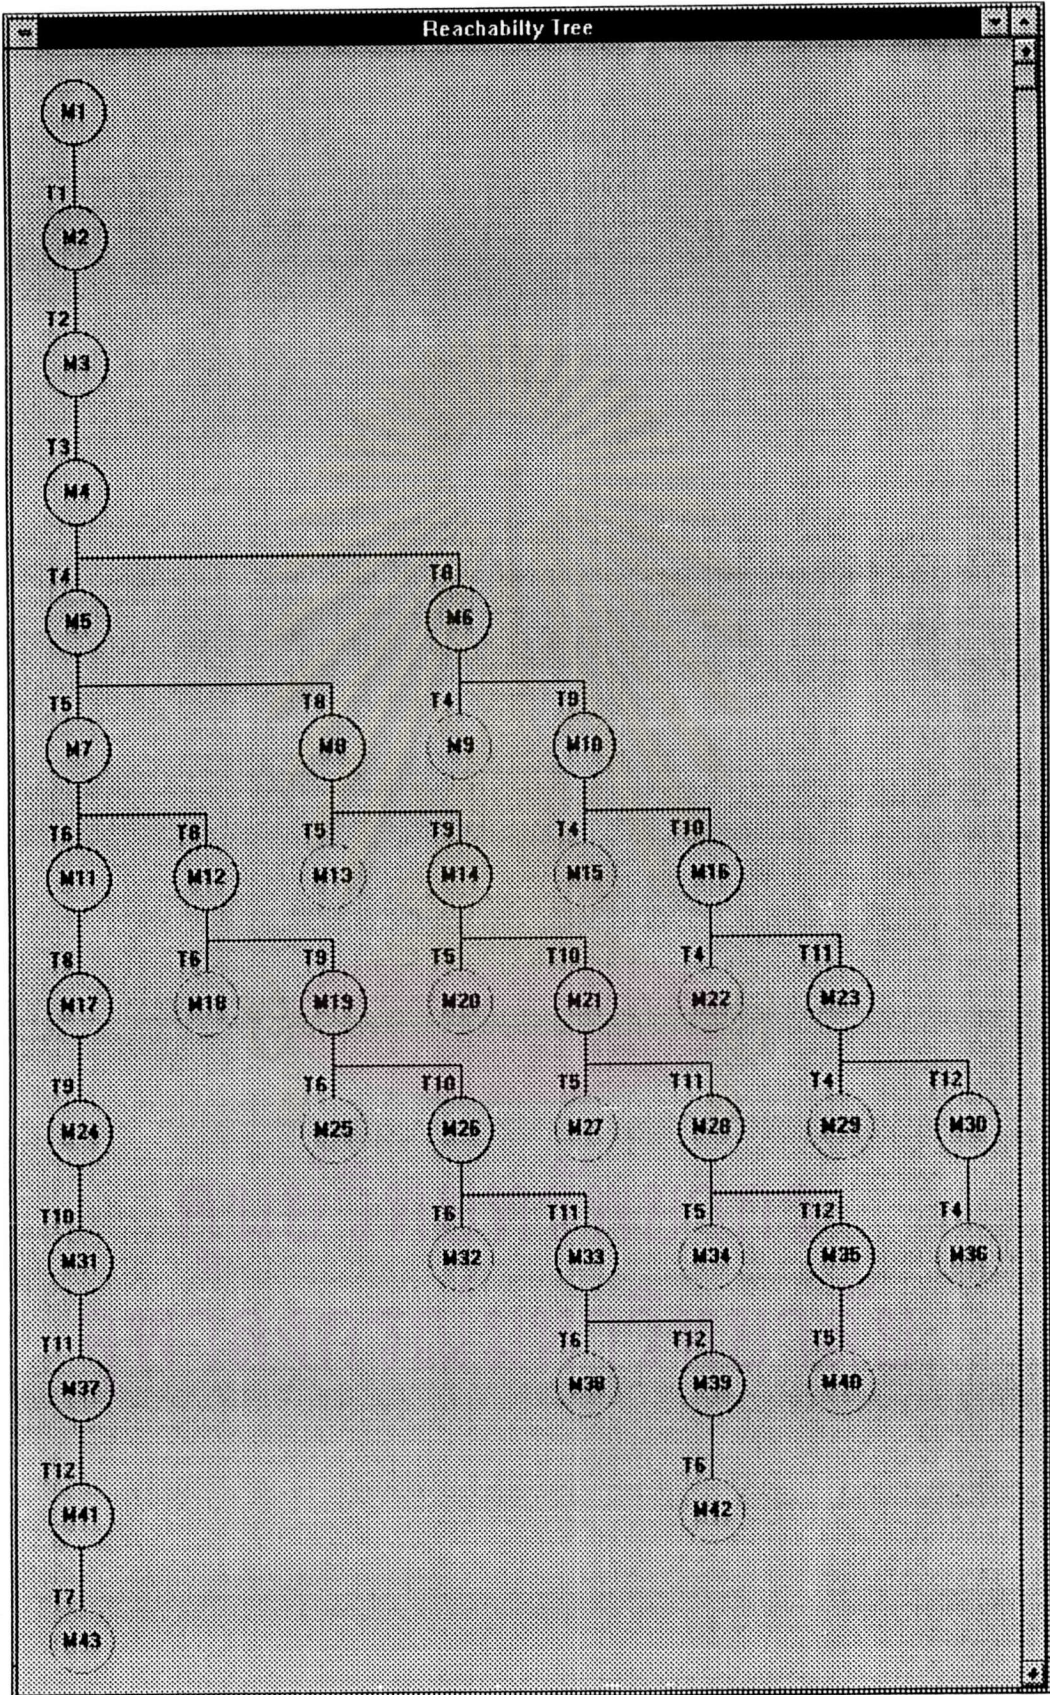 Reachabilty Tree
M1
T1
M2
T2
M3
T3
M4
T4 T8
M5 M6
T5 T8 T4 T9
M7 M8 M9 M10
T6 T8 T5 T9 T4 T10
M11 M12 M13 M14 M15 M16
T8 T6 T9 T5 T10 T4 T11
M17 M18 M19 M20 M21 M22 M23
T9 T6 T10 T5 T11 T4 T12
M24 M25 M26 M27 M28 M29 M30
T10 T6 T11 T5 T12 T4
M31 M32 M33 M34 M35 M36
T11 T6 T12 T5
M37 M38 M39 M40
T12 T6
M41 M42
T7
M43